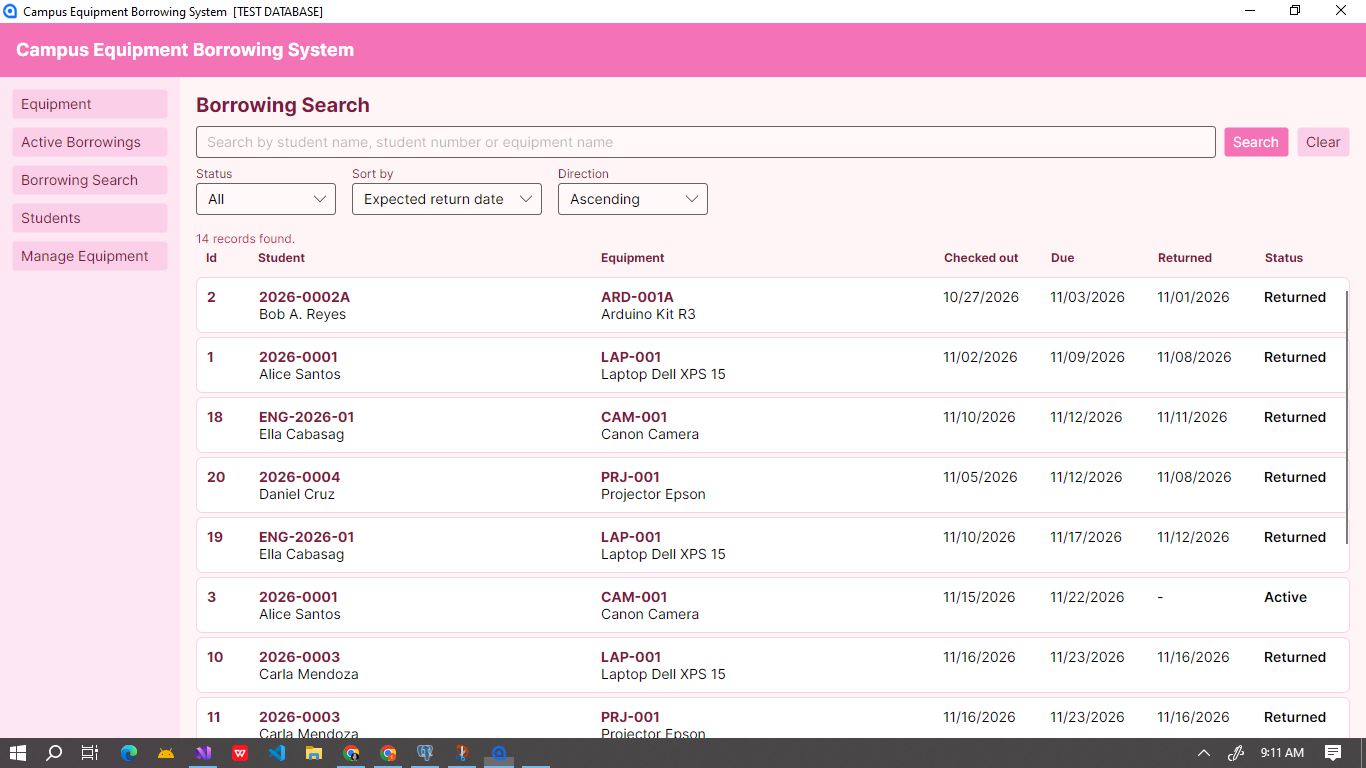 Campus Equipment Borrowing System [TEST DATABASE]
Campus Equipment Borrowing System
Equipment
Active Borrowings
Borrowing Search
Students
Manage Equipment
Borrowing Search
Search by student name, student number or equipment name
Search
Clear
Status
Sort by
Direction
All
Expected return date
Ascending
14 records found.
Id Student Equipment Checked out Due Returned Status
2 2026-0002A ARD-001A 10/27/2026 11/03/2026 11/01/2026 Returned
Bob A. Reyes Arduino Kit R3
1 2026-0001 LAP-001 11/02/2026 11/09/2026 11/08/2026 Returned
Alice Santos Laptop Dell XPS 15
18 ENG-2026-01 CAM-001 11/10/2026 11/12/2026 11/11/2026 Returned
Ella Cabasag Canon Camera
20 2026-0004 PRJ-001 11/05/2026 11/12/2026 11/08/2026 Returned
Daniel Cruz Projector Epson
19 ENG-2026-01 LAP-001 11/10/2026 11/17/2026 11/12/2026 Returned
Ella Cabasag Laptop Dell XPS 15
3 2026-0001 CAM-001 11/15/2026 11/22/2026 - Active
Alice Santos Canon Camera
10 2026-0003 LAP-001 11/16/2026 11/23/2026 11/16/2026 Returned
Carla Mendoza Laptop Dell XPS 15
11 2026-0003 PRJ-001 11/16/2026 11/23/2026 11/16/2026 Returned
Carla Mendoza Projector Epson
9:11 AM